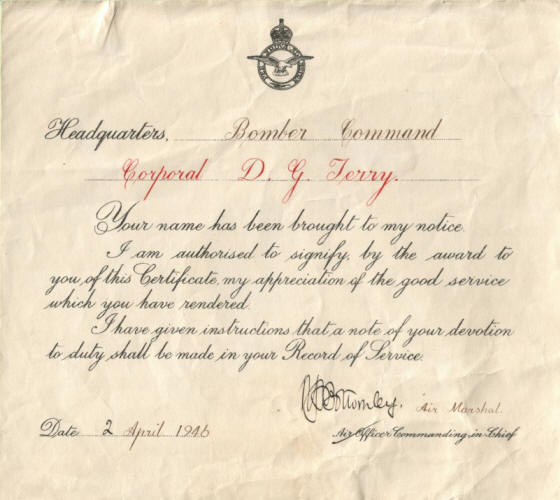 Headquarters, Bomber Command
Corporal D. G. Terry.
Your name has been brought to my notice.
I am authorised to signify, by the award to
you, of this Certificate, my appreciation of the good service
which you have rendered.
I have given instructions that a note of your devotion
to duty shall be made in your Record of Service.
Bottomley. Air Marshal.
Date 2 April 1946 Air Officer Commanding-in-Chief